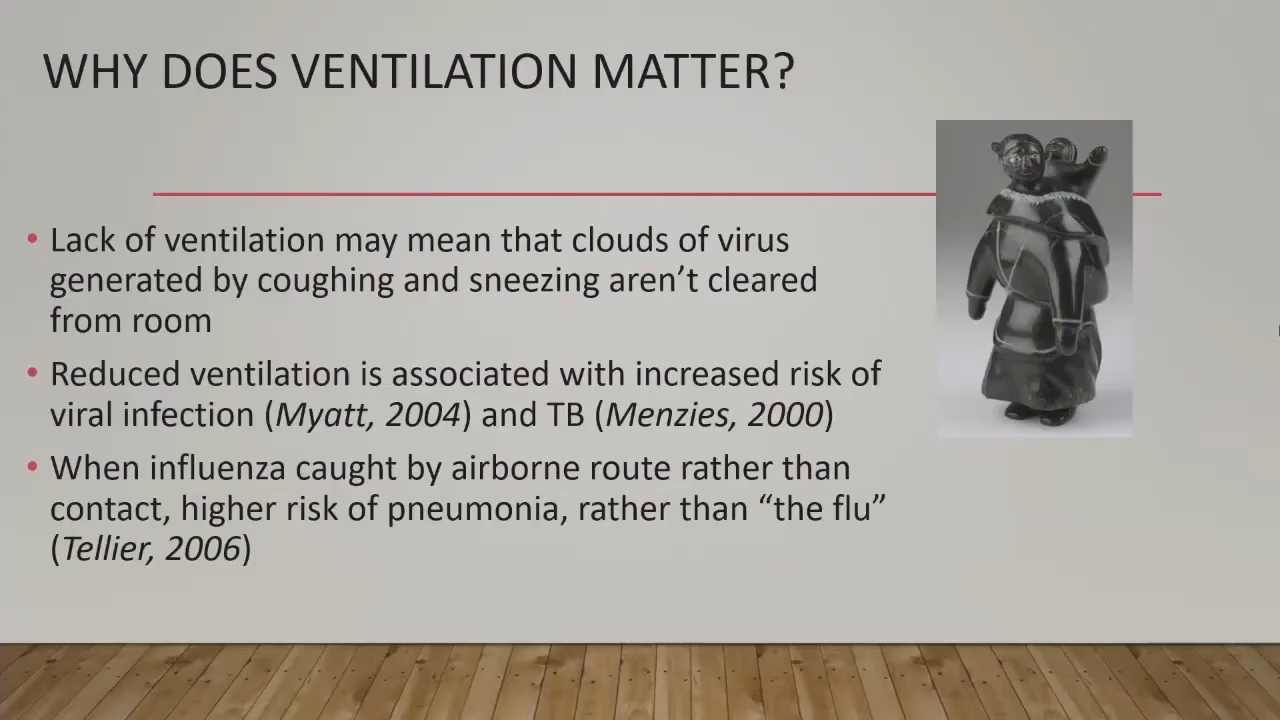 WHY DOES VENTILATION MATTER?
• Lack of ventilation may mean that clouds of virus
generated by coughing and sneezing aren’t cleared
from room
• Reduced ventilation is associated with increased risk of
viral infection (Myatt, 2004) and TB (Menzies, 2000)
• When influenza caught by airborne route rather than
contact, higher risk of pneumonia, rather than “the flu”
(Tellier, 2006)